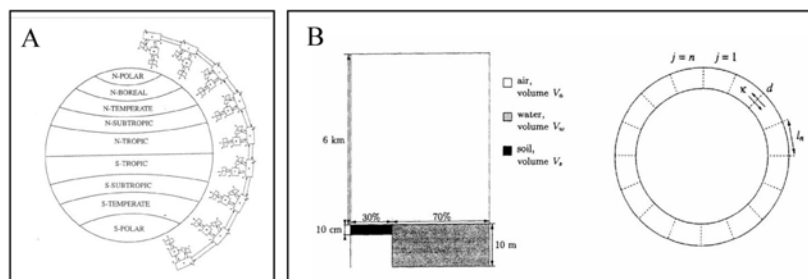 A
N-POLAR
N-BOREAL
N-TEMPERATE
N-SUBTROPIC
N-TROPIC
S-TROPIC
S-SUBTROPIC
S-TEMPERATE
S-POLAR
B
6 km
30%
70%
10 cm
10 m
air,
volume Vₐ
water,
volume V_w
soil,
volume Vₛ
j = n
j = 1
κ
d
lₙ